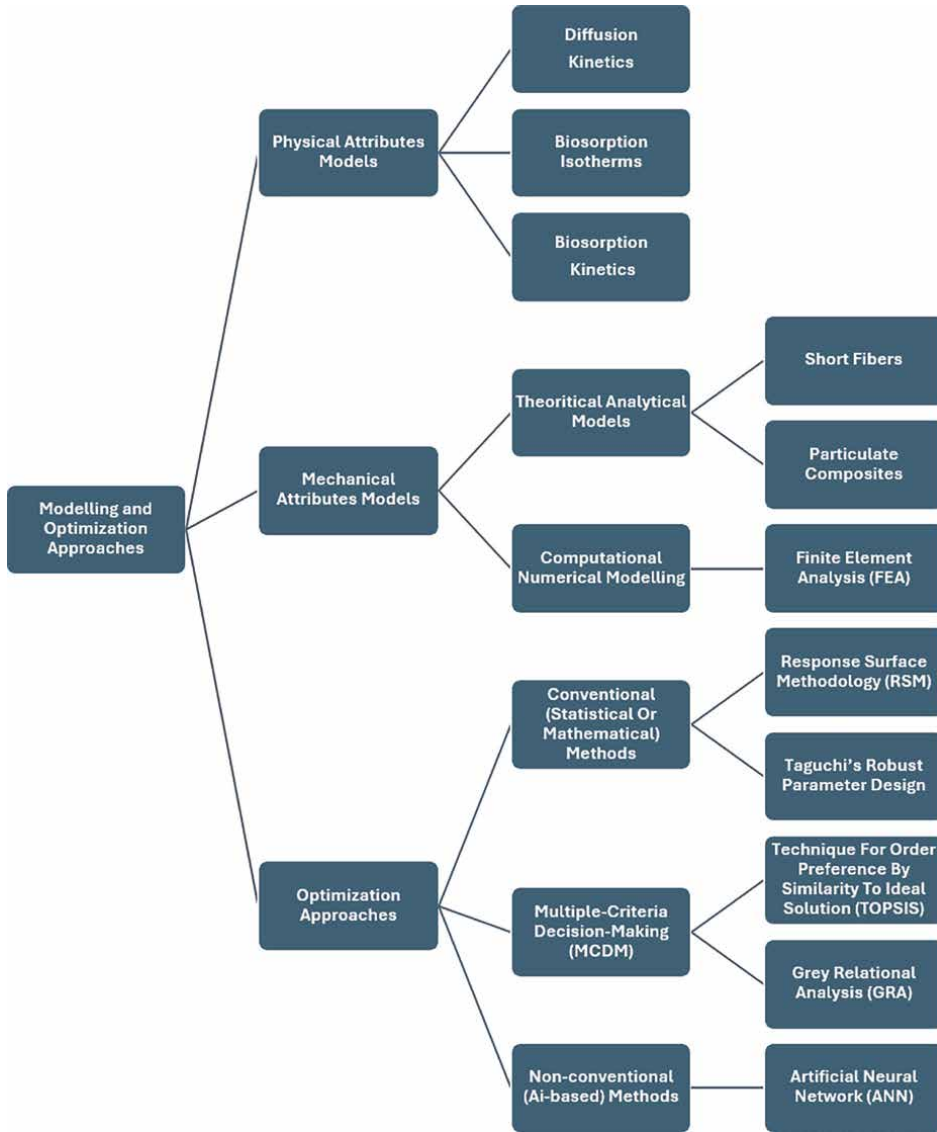 Modelling and
Optimization
Approaches
Physical Attributes
Models
Diffusion
Kinetics
Biosorption
Isotherms
Biosorption
Kinetics
Mechanical
Attributes Models
Theoritical Analytical
Models
Short Fibers
Particulate
Composites
Computational
Numerical Modelling
Finite Element
Analysis (FEA)
Optimization
Approaches
Conventional
(Statistical Or
Mathematical)
Methods
Response Surface
Methodology (RSM)
Taguchi’s Robust
Parameter Design
Multiple-Criteria
Decision-Making
(MCDM)
Technique For Order
Preference By
Similarity To Ideal
Solution (TOPSIS)
Grey Relational
Analysis (GRA)
Non-conventional
(Ai-based) Methods
Artificial Neural
Network (ANN)